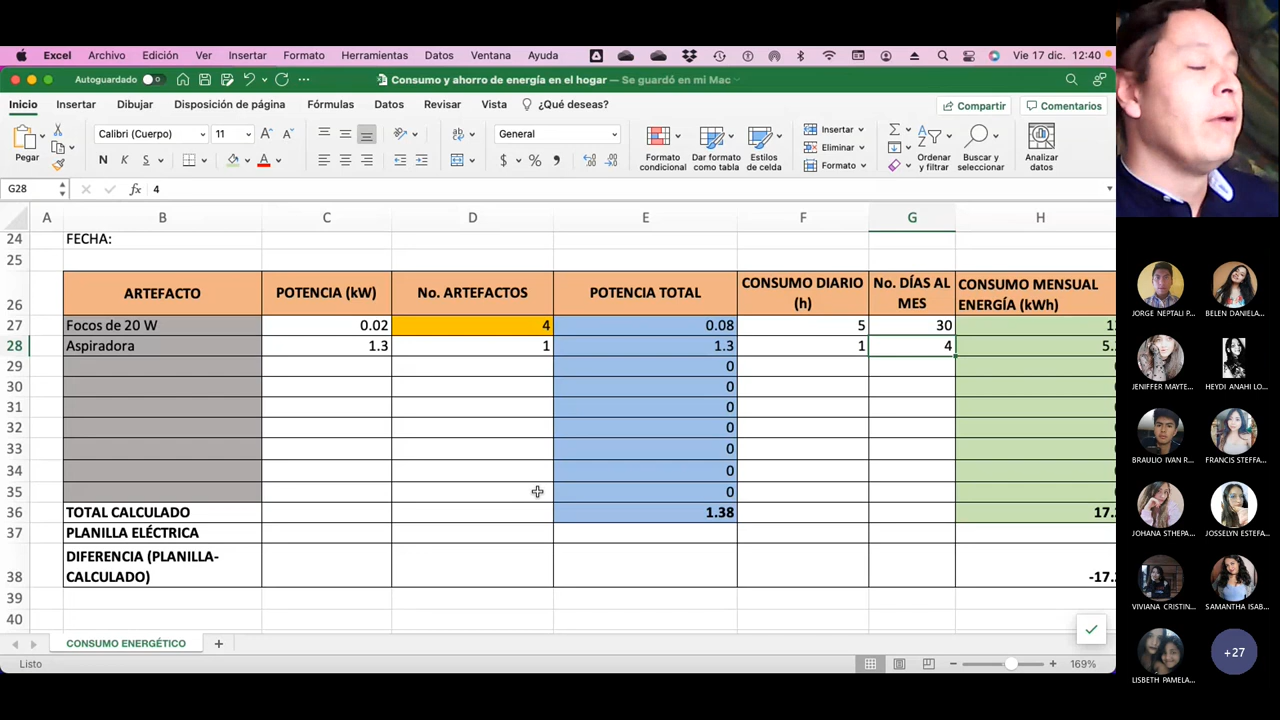 Excel Archivo Edición Ver Insertar Formato Herramientas Datos Ventana Ayuda Vie 17 dic. 12:40
Autoguardado Consumo y ahorro de energía en el hogar — Se guardó en mi Mac
Inicio Insertar Dibujar Disposición de página Fórmulas Datos Revisar Vista ¿Qué deseas? Compartir Comentarios
Pegar Calibri (Cuerpo) 11 General Formato condicional Dar formato como tabla Estilos de celda Insertar Eliminar Formato Ordenar y filtrar Buscar y seleccionar Analizar datos
N K S A $ %
G28 fx 4
A B C D E F G H
24 FECHA:
25
26 ARTEFACTO POTENCIA (kW) No. ARTEFACTOS POTENCIA TOTAL CONSUMO DIARIO (h) No. DÍAS AL MES CONSUMO MENSUAL ENERGÍA (kWh)
27 Focos de 20 W 0.02 4 0.08 5 30
28 Aspiradora 1.3 1 1.3 1 4 5.
29 0
30 0
31 0
32 0
33 0
34 0
35 0
36 TOTAL CALCULADO 1.38 17.
37 PLANILLA ELÉCTRICA
38 DIFERENCIA (PLANILLA-
CALCULADO) -17.
39
40
CONSUMO ENERGÉTICO +
Listo 169%
JORGE NEPTALI P... BELEN DANIELA...
JENIFFER MAYTE... HEYDI ANAHI LO...
BRAULIO IVAN R... FRANCIS STEFFA...
JOHANA STHEPA... JOSSELYN ESTEFA...
VIVIANA CRISTIN... SAMANTHA ISAB...
+27
LISBETH PAMELA...